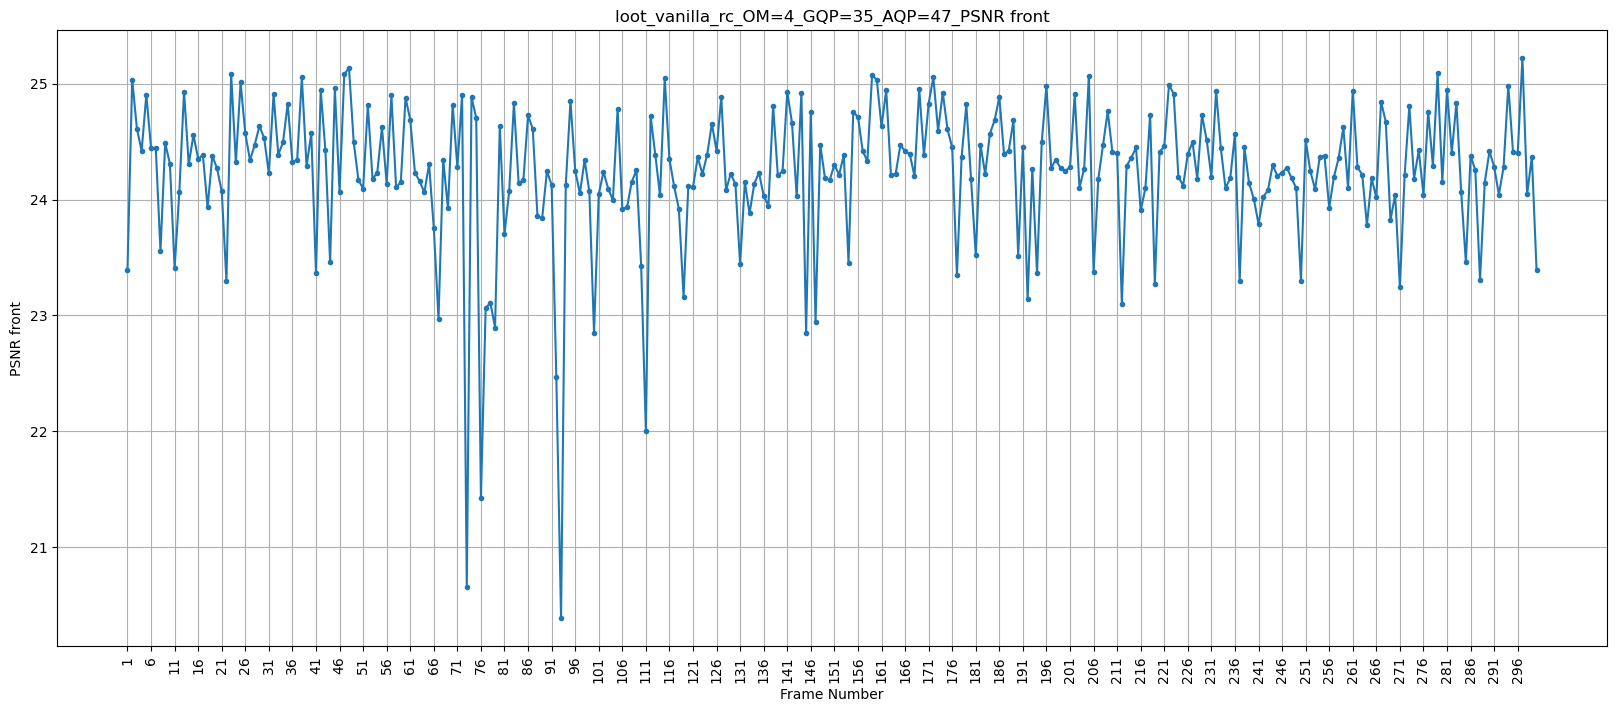 loot_vanilla_rc_OM=4_GQP=35_AQP=47_PSNR front
25
24
23
22
21
PSNR front
1 6 11 16 21 26 31 36 41 46 51 56 61 66 71 76 81 86 91 96 101 106 111 116 121 126 131 136 141 146 151 156 161 166 171 176 181 186 191 196 201 206 211 216 221 226 231 236 241 246 251 256 261 266 271 276 281 286 291 296
Frame Number